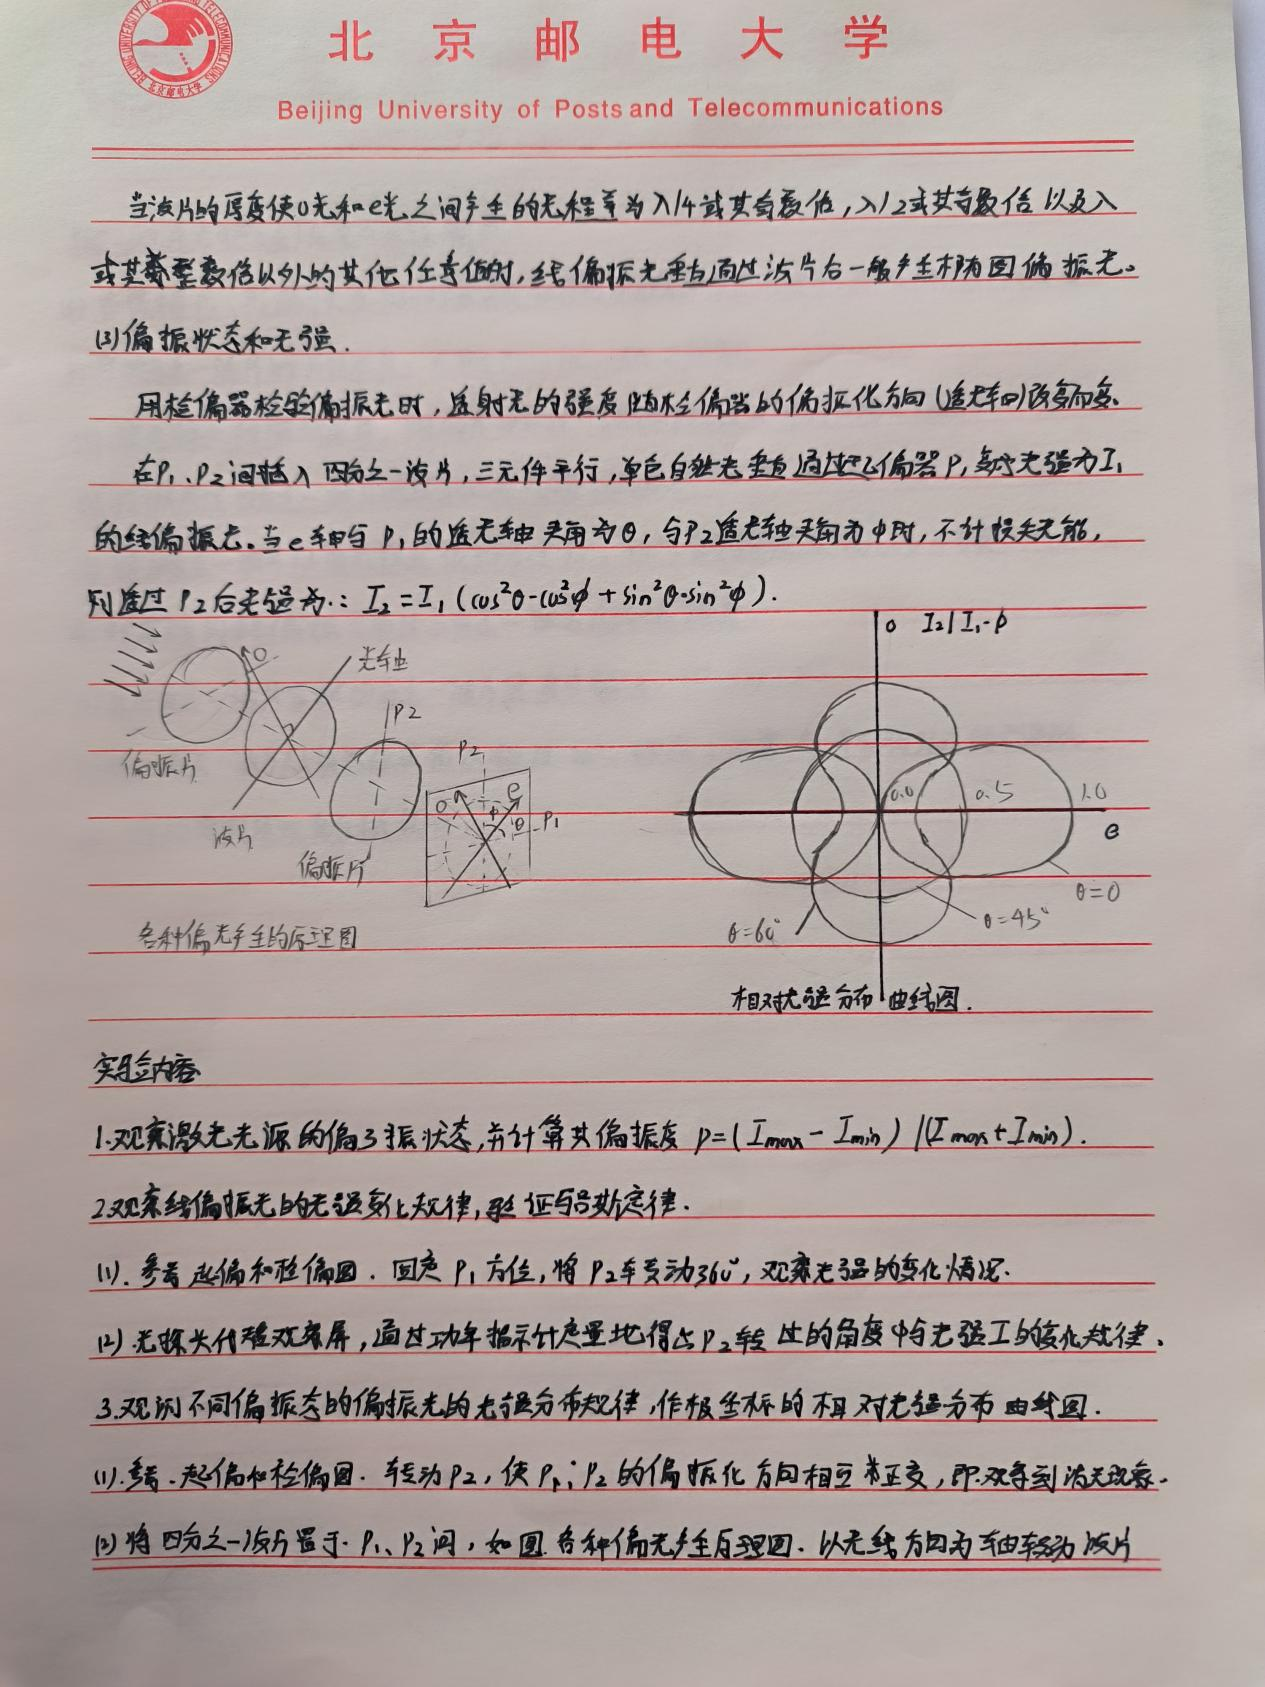 北京邮电大学
Beijing University of Posts and Telecommunications
当波片的厚度使o光和e光之间产生的光程差为λ/4或其奇数倍,λ/2或其奇数倍以及λ
或其整数倍以外的其他任意值时,线偏振光垂直通过波片后一般产生椭圆偏振光。
(3)偏振状态和光强.
用检偏器检验偏振光时,透射光的强度随检偏器的偏振化方向(透光轴)改变而变.
在P₁、P₂间插入四分之一波片,三元件平行,单色自然光垂直通过起偏器P₁变成光强为I₁
的线偏振光。当e轴与P₁的透光轴夹角为θ,与P2透光轴夹角为φ时,不计损失光能,
则透过P2后光强为:I₂=I₁(cos²θ·cos²φ+sin²θ·sin²φ).
o I₂/I₁-φ
O 光轴
P2
偏振片
波片
偏振片
P2
o e
φ θ P₁
0.0 0.5 1.0
e
θ=0
θ=45°
θ=60°
各种偏光产生的原理图
相对光强分布曲线图.
实验内容
1.观察激光光源的偏振状态,并计算其偏振度 P=(Imax-Imin)/(Imax+Imin).
2.观察线偏振光的光强变化规律,验证马吕斯定律.
(1).参看起偏和检偏图.固定P₁方位,将P2转动360°,观察光强的变化情况.
(2)光探头代替观察屏,通过功率指示计定量地得出P₂转过的角度φ与光强I的变化规律.
3.观测不同偏振态的偏振光的光强分布规律,作极坐标的相对光强分布曲线图.
(1).参看.起偏和检偏图.转动P2,使P₁、P₂的偏振化方向相互正交,即观察到消光现象.
(2)将四分之一波片置于P₁、P₂间,如图各种偏光产生原理图.以光线方向为轴转动波片